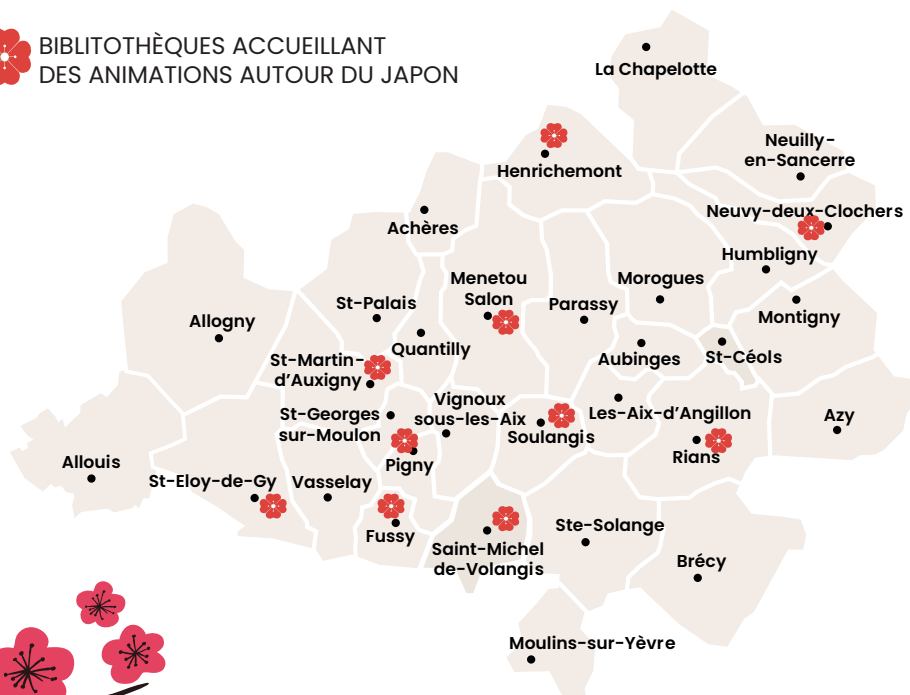 BIBLITOTHÈQUES ACCUEILLANT
DES ANIMATIONS AUTOUR DU JAPON
La Chapelotte
Neuilly-
en-Sancerre
Henrichemont
Neuvy-deux-Clochers
Achères
Humbligny
Menetou
Salon
Morogues
St-Palais
Parassy
Montigny
Allogny
Quantilly
Aubinges
St-Céols
St-Martin-
d'Auxigny
Vignoux
sous-les-Aix
St-Georges
sur-Moulon
Les-Aix-d'Angillon
Azy
Soulangis
Rians
Pigny
Allouis
St-Eloy-de-Gy
Vasselay
Fussy
Ste-Solange
Saint-Michel
de-Volangis
Brécy
Moulins-sur-Yèvre